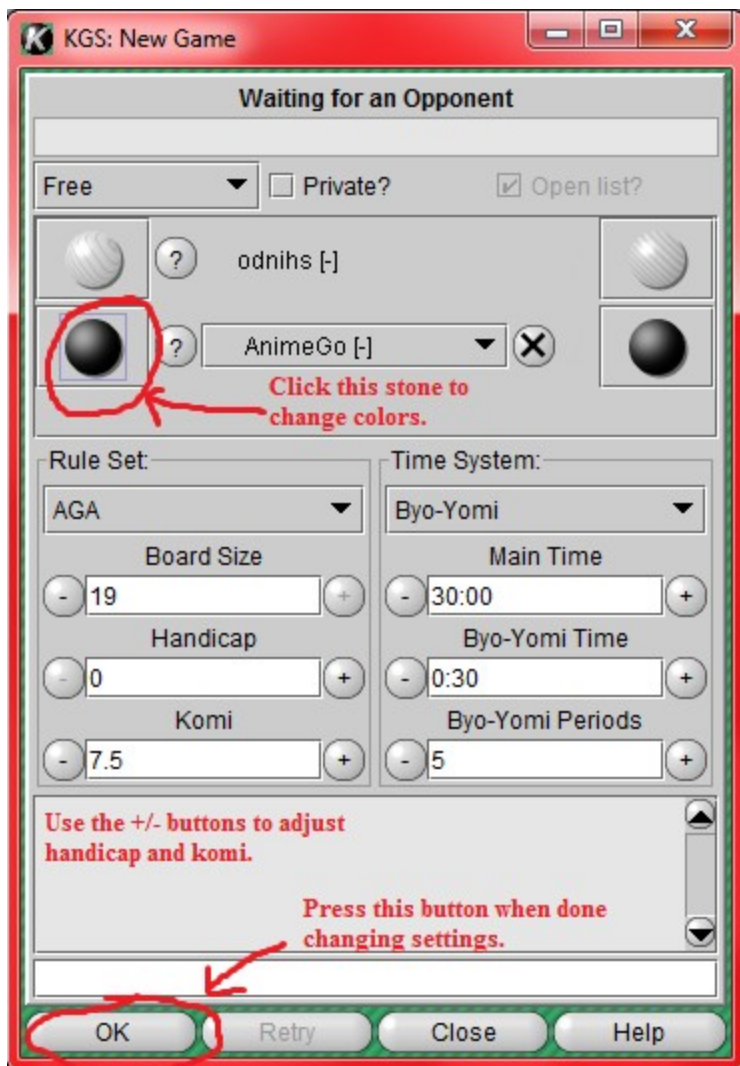 KGS: New Game
Waiting for an Opponent
Free Private? Open list?
? odnihs [-]
? AnimeGo [-]
Click this stone to
change colors.
Rule Set: Time System:
AGA Byo-Yomi
Board Size Main Time
- 19 + - 30:00 +
Handicap Byo-Yomi Time
- 0 + - 0:30 +
Komi Byo-Yomi Periods
- 7.5 + - 5 +
Use the +/- buttons to adjust
handicap and komi.
Press this button when done
changing settings.
OK Retry Close Help